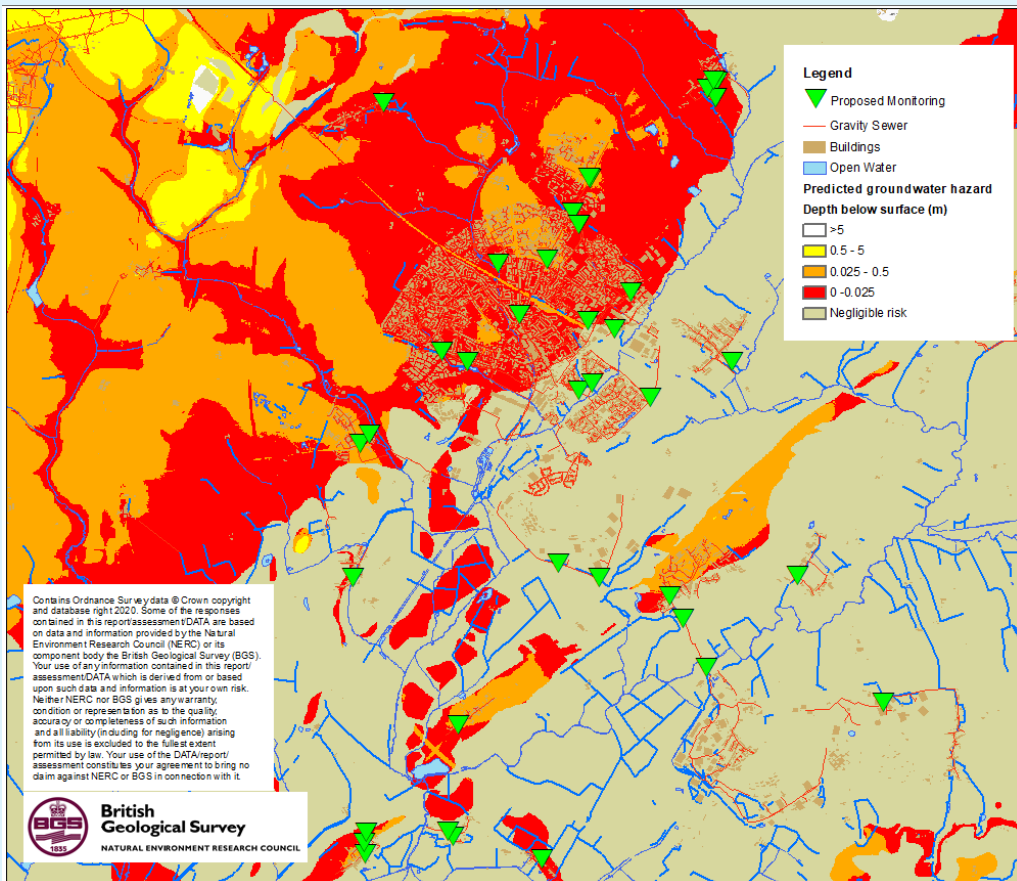 Legend
Proposed Monitoring
Gravity Sewer
Buildings
Open Water
Predicted groundwater hazard
Depth below surface (m)
>5
0.5 - 5
0.025 - 0.5
0 -0.025
Negligible risk
Contains Ordnance Survey data © Crown copyright
and database right 2020. Some of the responses
contained in this report/assessment/DATA are based
on data and information provided by the Natural
Environment Research Council (NERC) or its
component body the British Geological Survey (BGS).
Your use of any information contained in this report/
assessment/DATA which is derived from or based
upon such data and information is at your own risk.
Neither NERC nor BGS gives any warranty,
condition or representation as to the quality,
accuracy or completeness of such information
and all liability (including for negligence) arising
from its use is excluded to the fullest extent
permitted by law. Your use of the DATA/report/
assessment constitutes your agreement to bring no
claim against NERC or BGS in connection with it.
BGS
1835
British
Geological Survey
NATURAL ENVIRONMENT RESEARCH COUNCIL